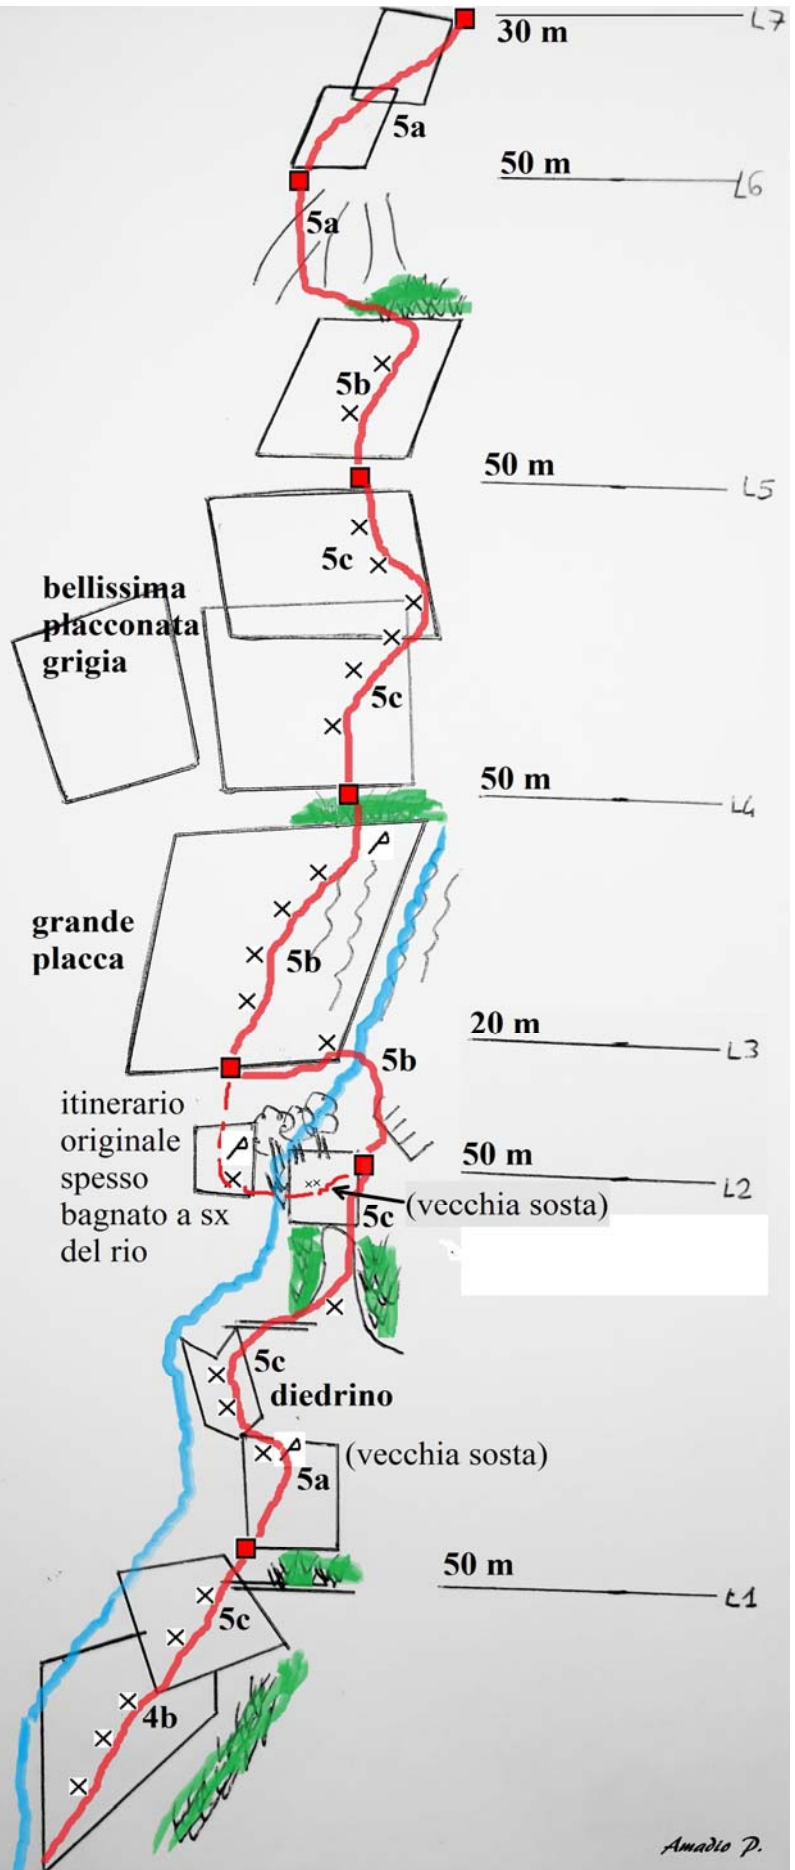 30 m
L7
5a
50 m
L6
5a
5b
50 m
L5
5c
bellissima
placconata
grigia
5c
50 m
L4
grande
placca
5b
20 m
L3
5b
itinerario
originale
spesso
bagnato a sx
del rio
50 m
L2
(vecchia sosta)
5c
5c
diedrino
(vecchia sosta)
5a
50 m
L1
5c
4b
Amadio P.